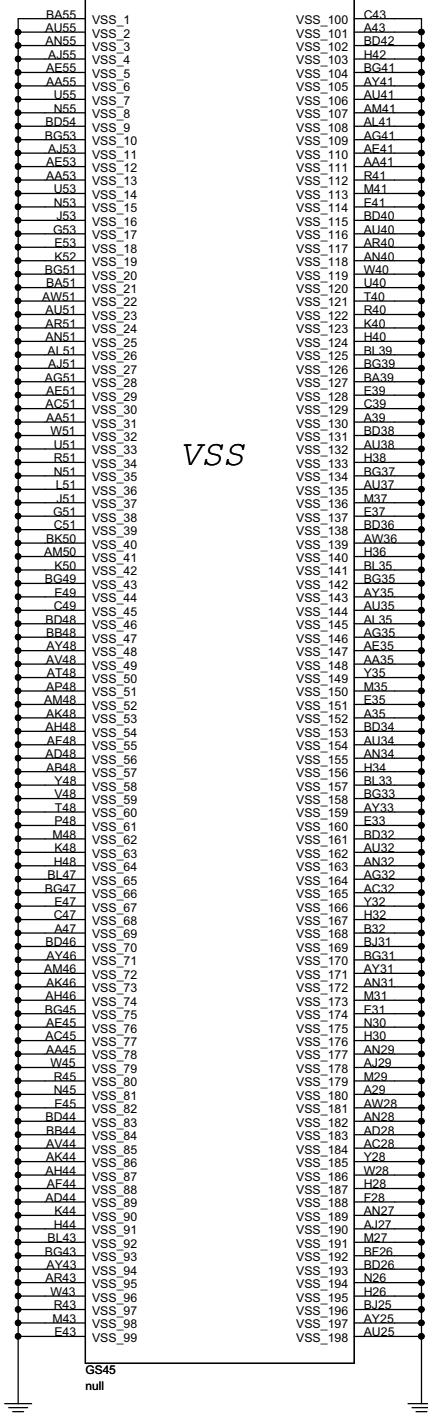 BA55 VSS_1 VSS_100 C43
AU55 VSS_2 VSS_101 A43
AN55 VSS_3 VSS_102 BD42
AJ55 VSS_4 VSS_103 H42
AE55 VSS_5 VSS_104 BG41
AA55 VSS_6 VSS_105 AY41
U55 VSS_7 VSS_106 AU41
N55 VSS_8 VSS_107 AM41
BD54 VSS_9 VSS_108 AL41
BG53 VSS_10 VSS_109 AG41
AJ53 VSS_11 VSS_110 AE41
AE53 VSS_12 VSS_111 AA41
AA53 VSS_13 VSS_112 R41
U53 VSS_14 VSS_113 M41
N53 VSS_15 VSS_114 E41
J53 VSS_16 VSS_115 BD40
G53 VSS_17 VSS_116 AU40
E53 VSS_18 VSS_117 AR40
K52 VSS_19 VSS_118 AN40
BG51 VSS_20 VSS_119 W40
BA51 VSS_21 VSS_120 U40
AW51 VSS_22 VSS_121 T40
AU51 VSS_23 VSS_122 R40
AR51 VSS_24 VSS_123 K40
AN51 VSS_25 VSS_124 H40
AL51 VSS_26 VSS_125 BL39
AJ51 VSS_27 VSS_126 BG39
AG51 VSS_28 VSS_127 BA39
AE51 VSS_29 VSS_128 E39
AC51 VSS_30 VSS_129 C39
AA51 VSS_31 VSS_130 A39
W51 VSS_32 VSS_131 BD38
U51 VSS_33 VSS_132 AU38
VSS
R51 VSS_34 VSS_133 H38
N51 VSS_35 VSS_134 BG37
L51 VSS_36 VSS_135 AU37
J51 VSS_37 VSS_136 M37
G51 VSS_38 VSS_137 E37
C51 VSS_39 VSS_138 BD36
BK50 VSS_40 VSS_139 AW36
AM50 VSS_41 VSS_140 H36
K50 VSS_42 VSS_141 BL35
BG49 VSS_43 VSS_142 BG35
E49 VSS_44 VSS_143 AY35
C49 VSS_45 VSS_144 AU35
BD48 VSS_46 VSS_145 AL35
BB48 VSS_47 VSS_146 AG35
AY48 VSS_48 VSS_147 AE35
AV48 VSS_49 VSS_148 AA35
AT48 VSS_50 VSS_149 Y35
AP48 VSS_51 VSS_150 M35
AM48 VSS_52 VSS_151 E35
AK48 VSS_53 VSS_152 A35
AH48 VSS_54 VSS_153 BD34
AF48 VSS_55 VSS_154 AU34
AD48 VSS_56 VSS_155 AN34
AB48 VSS_57 VSS_156 H34
Y48 VSS_58 VSS_157 BL33
V48 VSS_59 VSS_158 BG33
T48 VSS_60 VSS_159 AY33
P48 VSS_61 VSS_160 E33
M48 VSS_62 VSS_161 BD32
K48 VSS_63 VSS_162 AU32
H48 VSS_64 VSS_163 AN32
BL47 VSS_65 VSS_164 AG32
BG47 VSS_66 VSS_165 AC32
E47 VSS_67 VSS_166 Y32
C47 VSS_68 VSS_167 H32
A47 VSS_69 VSS_168 B32
BD46 VSS_70 VSS_169 BJ31
AY46 VSS_71 VSS_170 BG31
AM46 VSS_72 VSS_171 AY31
AK46 VSS_73 VSS_172 AN31
AH46 VSS_74 VSS_173 M31
BG45 VSS_75 VSS_174 E31
AE45 VSS_76 VSS_175 N30
AC45 VSS_77 VSS_176 H30
AA45 VSS_78 VSS_177 AN29
W45 VSS_79 VSS_178 AJ29
R45 VSS_80 VSS_179 M29
N45 VSS_81 VSS_180 A29
E45 VSS_82 VSS_181 AW28
BD44 VSS_83 VSS_182 AN28
BB44 VSS_84 VSS_183 AD28
AV44 VSS_85 VSS_184 AC28
AK44 VSS_86 VSS_185 Y28
AH44 VSS_87 VSS_186 W28
AF44 VSS_88 VSS_187 H28
AD44 VSS_89 VSS_188 F28
K44 VSS_90 VSS_189 AN27
H44 VSS_91 VSS_190 AJ27
BL43 VSS_92 VSS_191 M27
BG43 VSS_93 VSS_192 BF26
AY43 VSS_94 VSS_193 BD26
AR43 VSS_95 VSS_194 N26
W43 VSS_96 VSS_195 H26
R43 VSS_97 VSS_196 BJ25
M43 VSS_98 VSS_197 AY25
E43 VSS_99 VSS_198 AU25
GS45
null